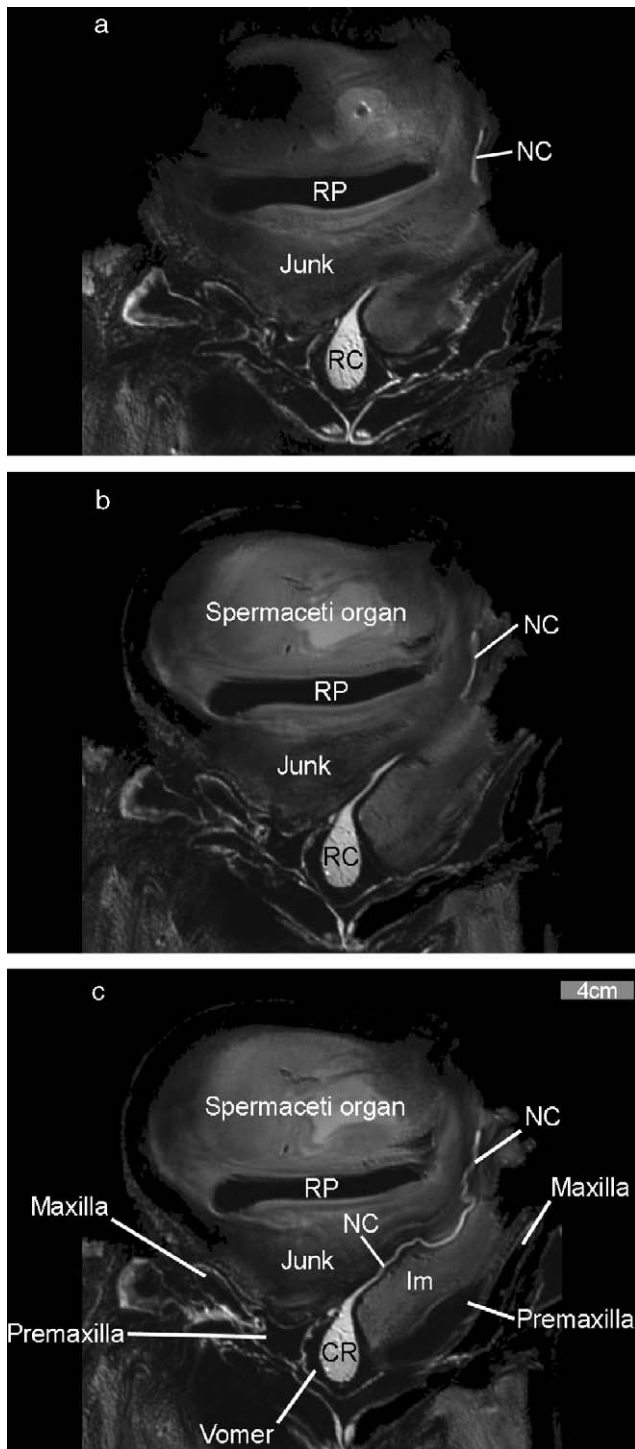 a
NC
RP
Junk
RC
b
Spermaceti organ
NC
RP
Junk
RC
c
4cm
Spermaceti organ
NC
RP
Maxilla
Maxilla
NC
Junk
Im
Premaxilla
Premaxilla
CR
Vomer